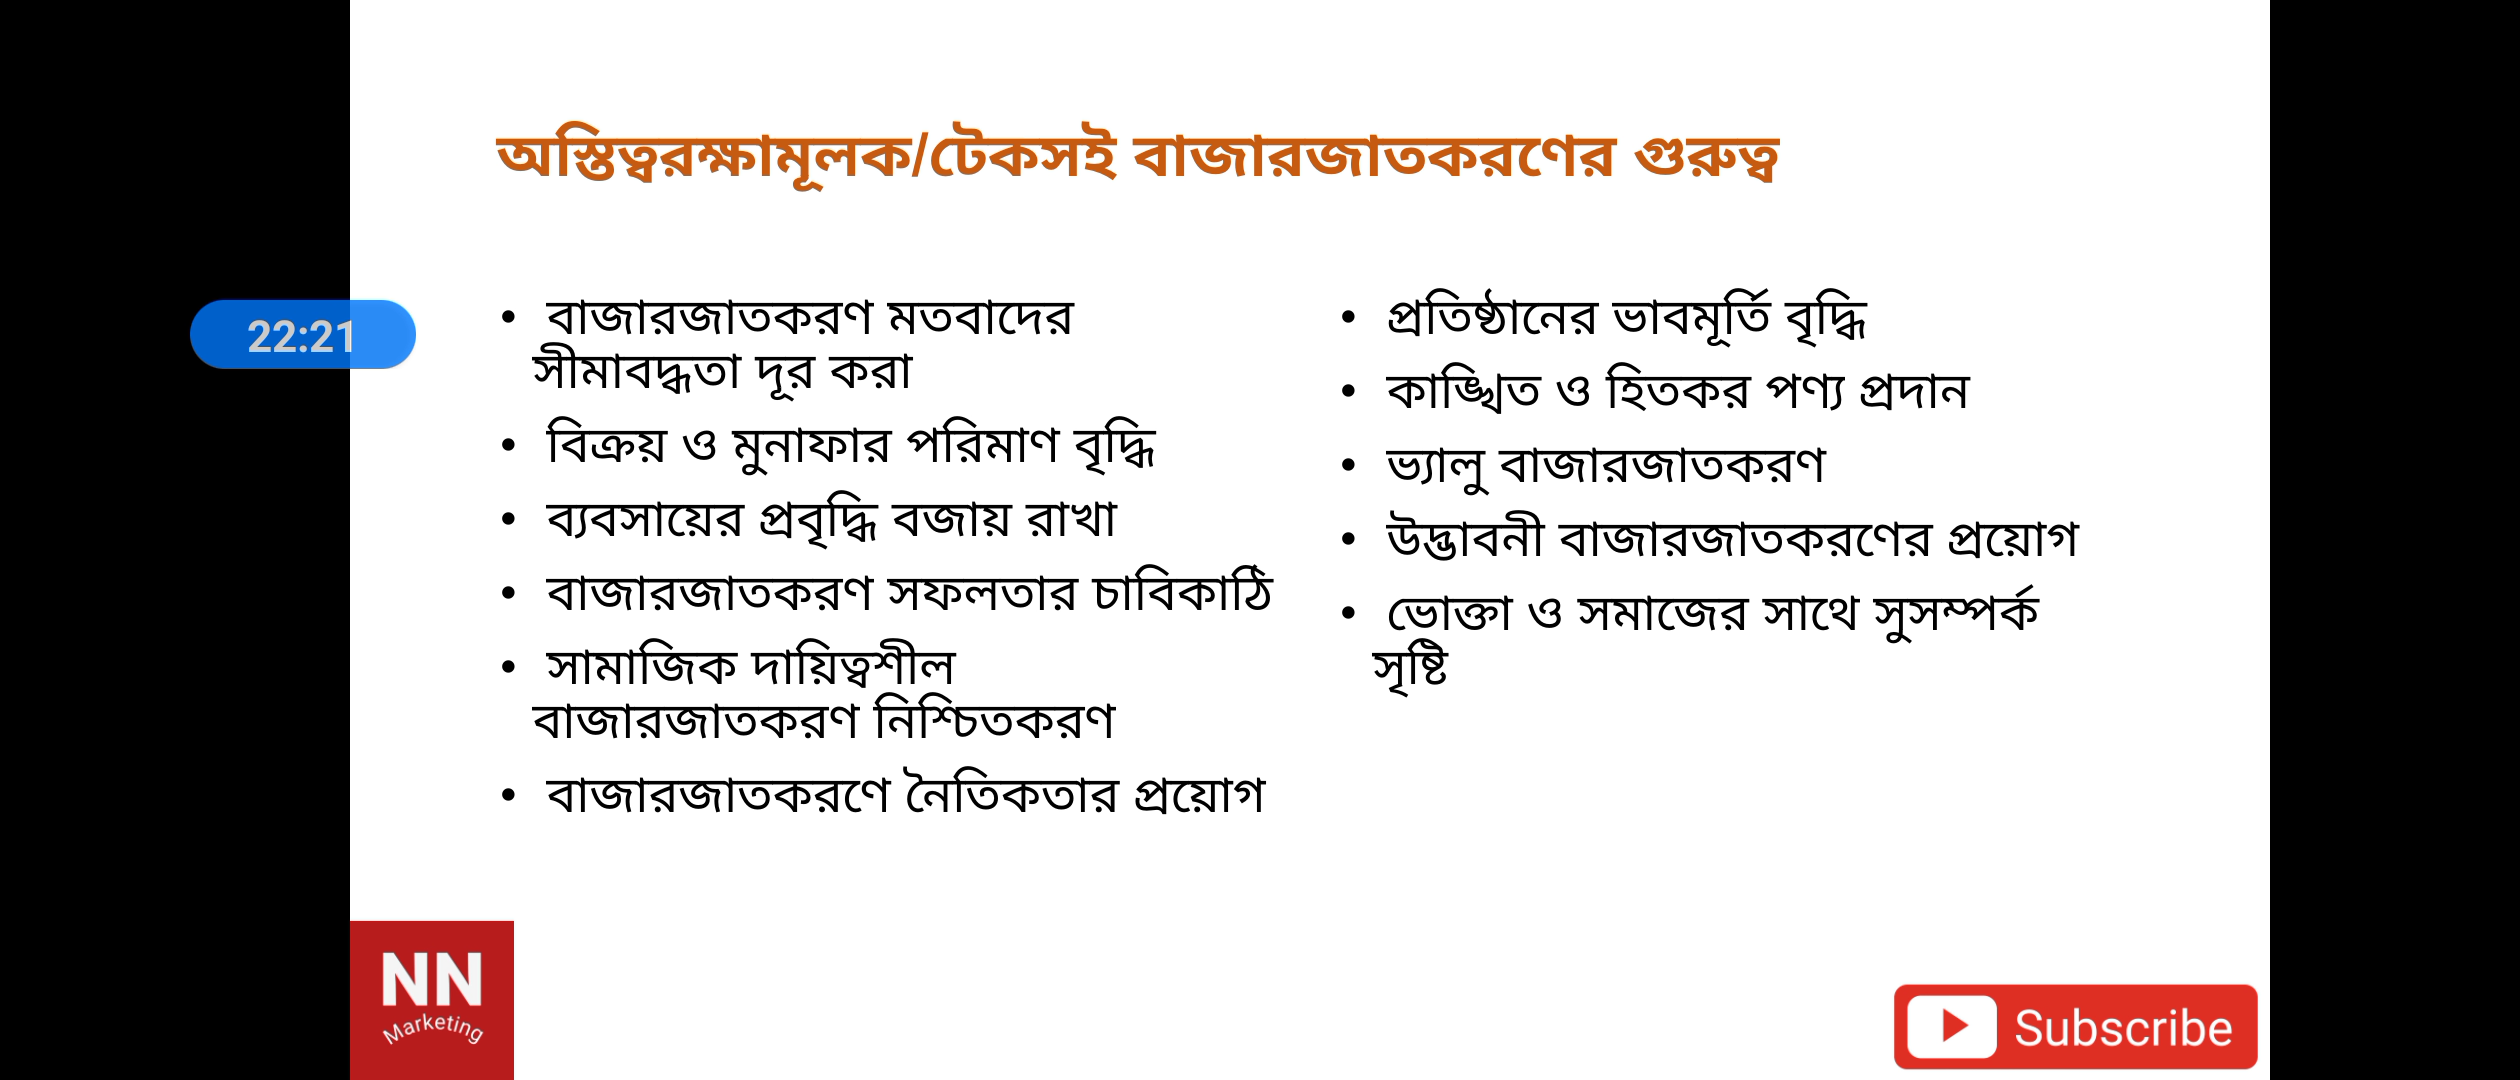 অস্তিত্বরক্ষামূলক/টেকসই বাজারজাতকরণের গুরুত্ব
22:21
• বাজারজাতকরণ মতবাদের
সীমাবদ্ধতা দূর করা
• বিক্রয় ও মুনাফার পরিমাণ বৃদ্ধি
• ব্যবসায়ের প্রবৃদ্ধি বজায় রাখা
• বাজারজাতকরণ সফলতার চাবিকাঠি
• সামাজিক দায়িত্বশীল
বাজারজাতকরণ নিশ্চিতকরণ
• বাজারজাতকরণে নৈতিকতার প্রয়োগ
• প্রতিষ্ঠানের ভাবমূর্তি বৃদ্ধি
• কাঙ্খিত ও হিতকর পণ্য প্রদান
• ভ্যালু বাজারজাতকরণ
• উদ্ভাবনী বাজারজাতকরণের প্রয়োগ
• ভোক্তা ও সমাজের সাথে সুসম্পর্ক
সৃষ্টি
NN
Marketing
Subscribe